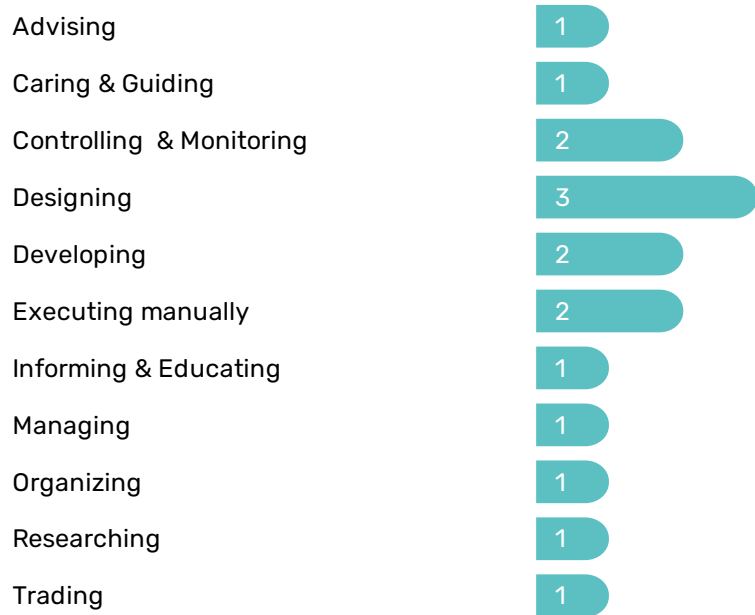 Advising 1
Caring & Guiding 1
Controlling & Monitoring 2
Designing 3
Developing 2
Executing manually 2
Informing & Educating 1
Managing 1
Organizing 1
Researching 1
Trading 1